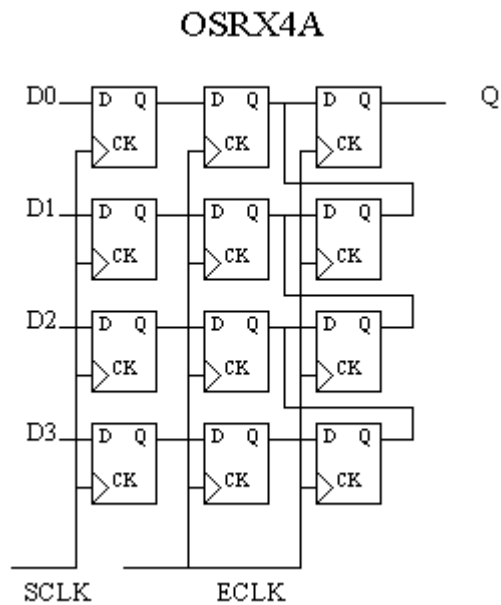 OSRX4A
D0 D Q D Q D Q Q
CK CK CK
D1 D Q D Q D Q
CK CK CK
D2 D Q D Q D Q
CK CK CK
D3 D Q D Q D Q
CK CK CK
SCLK ECLK